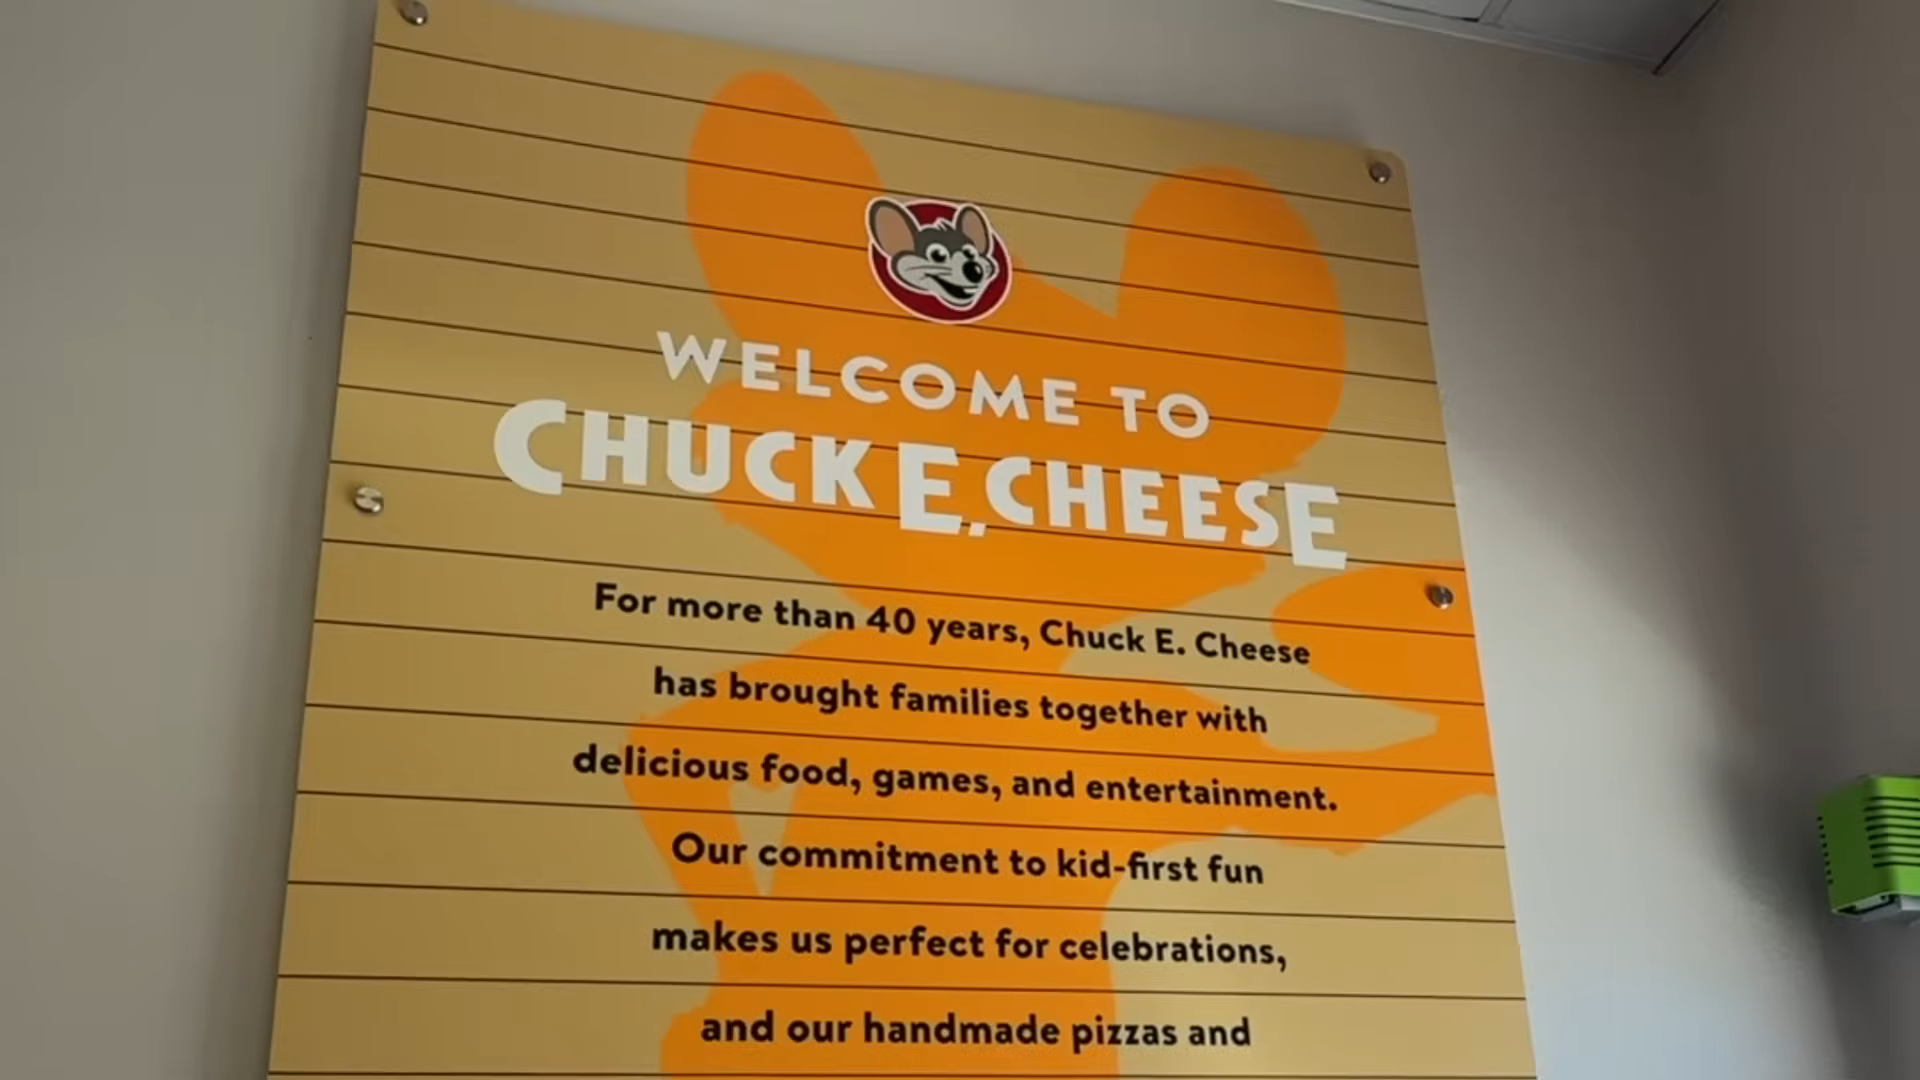 WELCOME TO
CHUCK E. CHEESE
For more than 40 years, Chuck E. Cheese
has brought families together with
delicious food, games, and entertainment.
Our commitment to kid-first fun
makes us perfect for celebrations,
and our handmade pizzas and